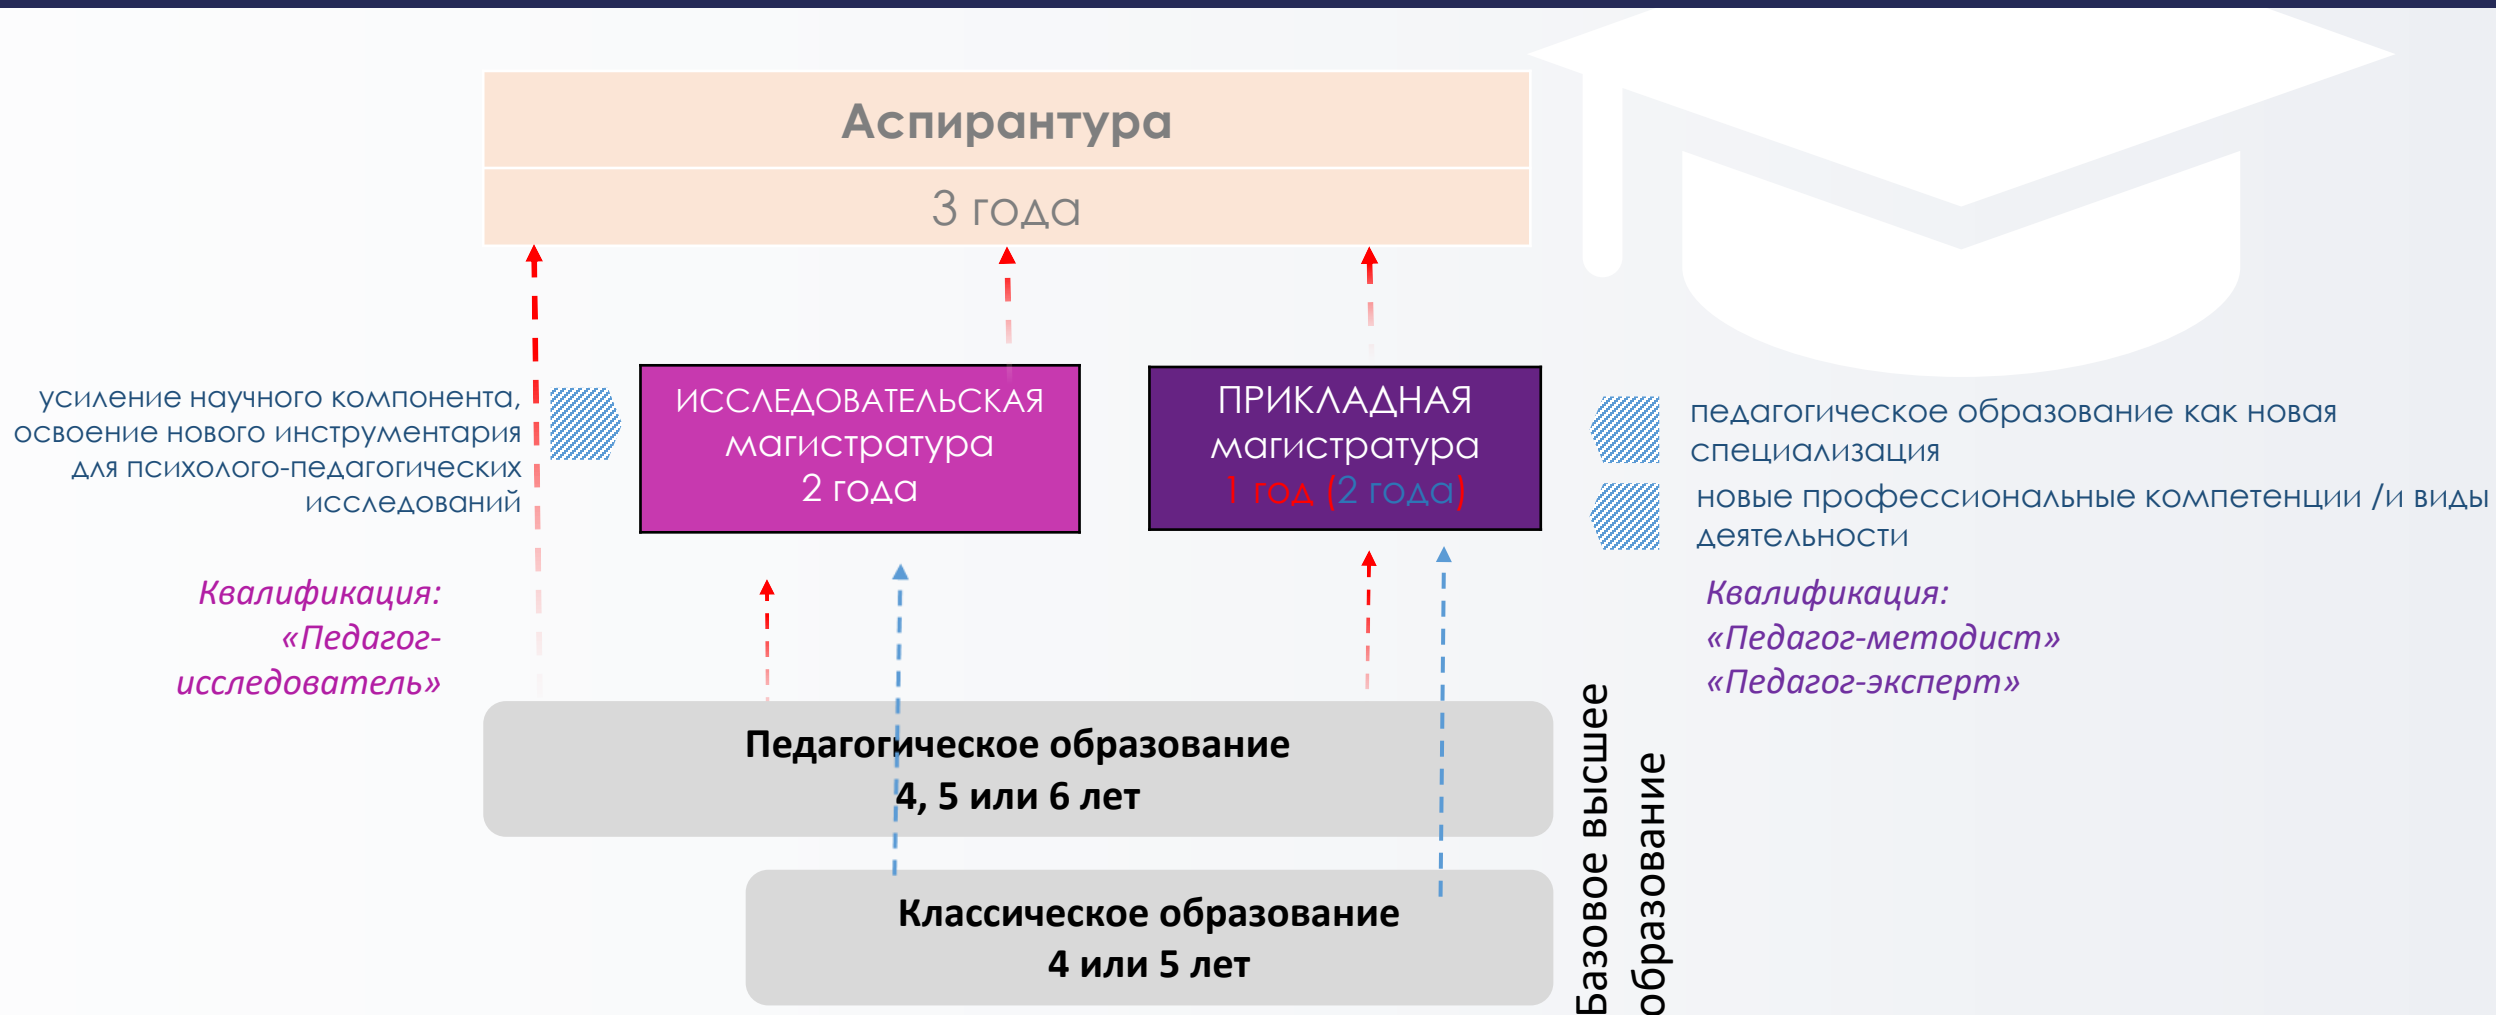 Аспирантура
3 года
усиление научного компонента,
освоение нового инструментария
для психолого-педагогических
исследований
ИССЛЕДОВАТЕЛЬСКАЯ
магистратура
2 года
ПРИКЛАДНАЯ
магистратура
1 год (2 года)
педагогическое образование как новая
специализация
новые профессиональные компетенции /и виды
деятельности
Квалификация:
«Педагог-
исследователь»
Квалификация:
«Педагог-методист»
«Педагог-эксперт»
Педагогическое образование
4, 5 или 6 лет
Классическое образование
4 или 5 лет
Базовое высшее
образование